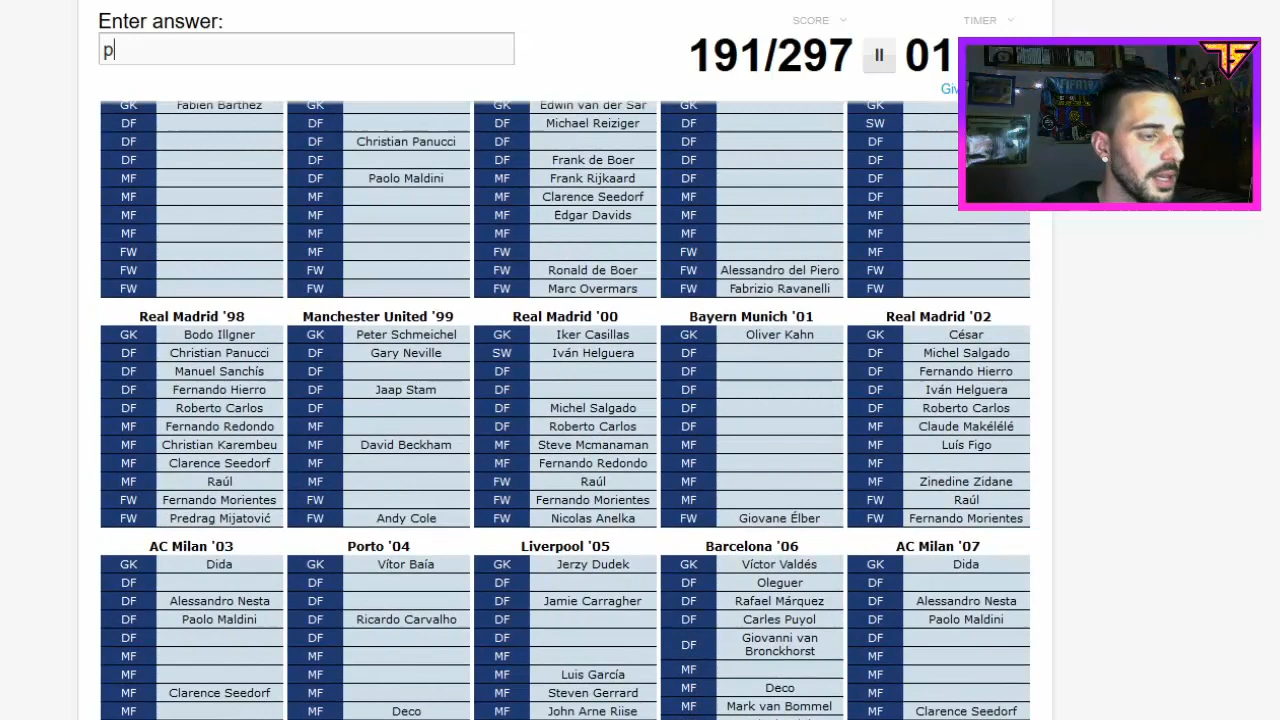 Enter answer:
p
SCORE
191/297
TIMER
01
Giv
GK Fabien Barthez
DF
DF
DF
MF
MF
MF
MF
FW
FW
FW
GK
DF
DF Christian Panucci
DF
DF Paolo Maldini
MF
MF
MF
MF
FW
FW
GK Edwin van der Sar
DF Michael Reiziger
DF
DF Frank de Boer
MF Frank Rijkaard
MF Clarence Seedorf
MF Edgar Davids
MF
FW
FW Ronald de Boer
FW Marc Overmars
GK
DF
DF
DF
DF
MF
MF
MF
FW
FW Alessandro del Piero
FW Fabrizio Ravanelli
GK
SW
DF
DF
DF
DF
MF
MF
MF
FW
FW
Real Madrid '98
GK Bodo Illgner
DF Christian Panucci
DF Manuel Sanchís
DF Fernando Hierro
DF Roberto Carlos
MF Fernando Redondo
MF Christian Karembeu
MF Clarence Seedorf
MF Raúl
FW Fernando Morientes
FW Predrag Mijatović
Manchester United '99
GK Peter Schmeichel
DF Gary Neville
DF
DF Jaap Stam
DF
MF
MF David Beckham
MF
MF
FW
FW Andy Cole
Real Madrid '00
GK Iker Casillas
SW Iván Helguera
DF
DF
DF Michel Salgado
DF Roberto Carlos
MF Steve Mcmanaman
MF Fernando Redondo
FW Raúl
FW Fernando Morientes
FW Nicolas Anelka
Bayern Munich '01
GK Oliver Kahn
DF
DF
DF
DF
DF
MF
MF
MF
FW
FW Giovane Élber
Real Madrid '02
GK César
DF Michel Salgado
DF Fernando Hierro
DF Iván Helguera
DF Roberto Carlos
MF Claude Makélélé
MF Luís Figo
MF
MF Zinedine Zidane
FW Raúl
FW Fernando Morientes
AC Milan '03
GK Dida
DF
DF Alessandro Nesta
DF Paolo Maldini
DF
MF
MF
MF Clarence Seedorf
MF
Porto '04
GK Vítor Baía
DF
DF
DF Ricardo Carvalho
DF
MF
MF
MF
MF Deco
Liverpool '05
GK Jerzy Dudek
DF
DF Jamie Carragher
DF
DF
MF
MF Luis García
MF Steven Gerrard
MF John Arne Riise
Barcelona '06
GK Víctor Valdés
DF Oleguer
DF Rafael Márquez
DF Carles Puyol
DF Giovanni van
Bronckhorst
MF
MF Deco
MF Mark van Bommel
AC Milan '07
GK Dida
DF
DF Alessandro Nesta
DF Paolo Maldini
DF
MF
MF
MF
MF Clarence Seedorf